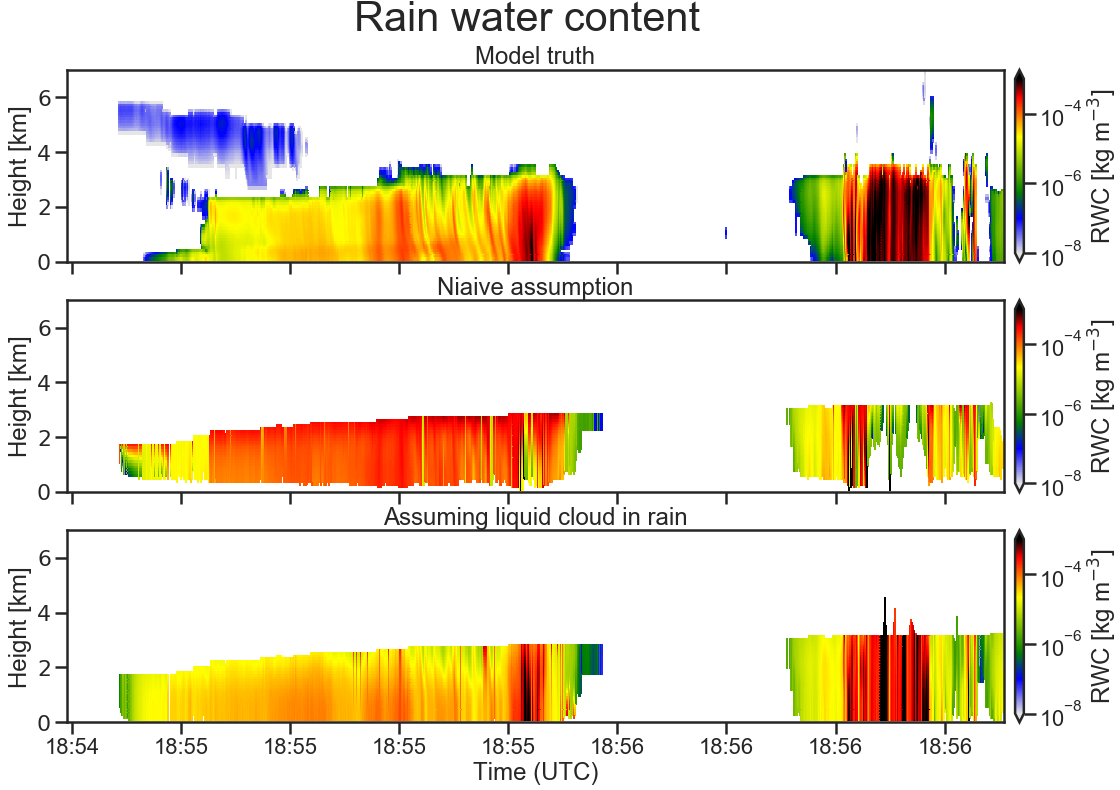 Rain water content
Model truth
Height [km]
6
4
2
0
10⁻⁴
10⁻⁶
10⁻⁸
RWC [kg m⁻³]
Niaive assumption
Height [km]
6
4
2
0
10⁻⁴
10⁻⁶
10⁻⁸
RWC [kg m⁻³]
Assuming liquid cloud in rain
Height [km]
6
4
2
0
10⁻⁴
10⁻⁶
10⁻⁸
RWC [kg m⁻³]
18:54 18:55 18:55 18:55 18:55 18:56 18:56 18:56 18:56
Time (UTC)